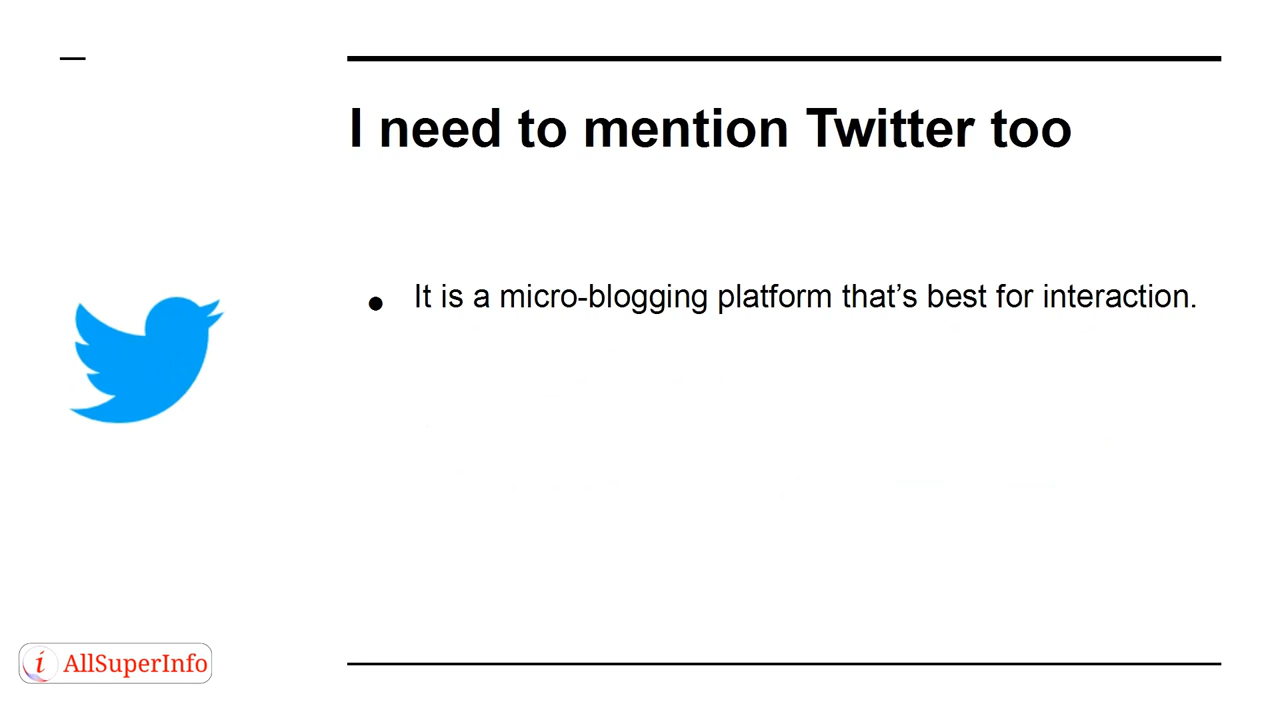 I need to mention Twitter too
● It is a micro-blogging platform that’s best for interaction.
i AllSuperInfo